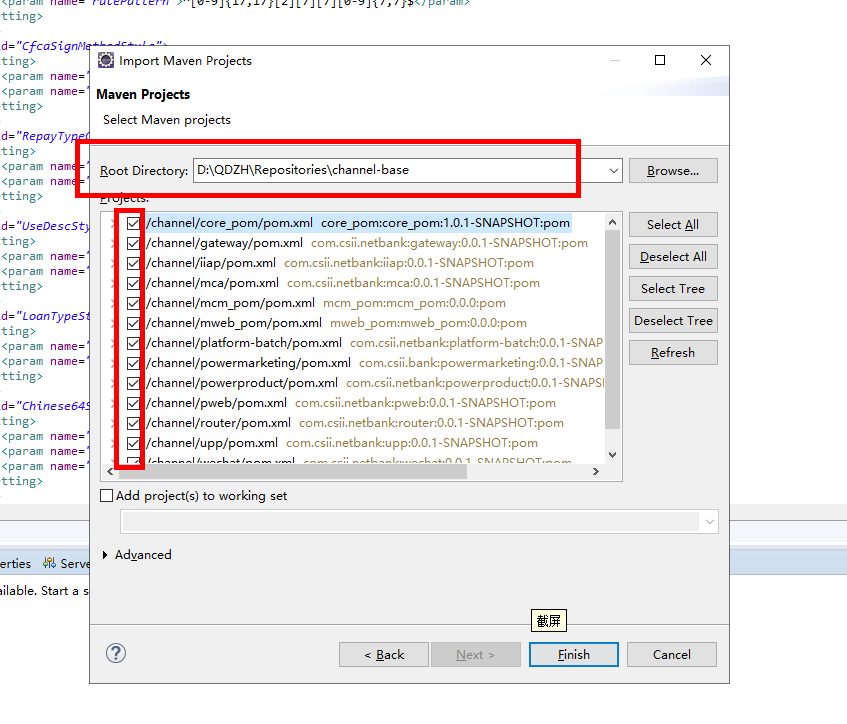 <param name="rulePattern">^[0-9]{17,17}[2][7][7][0-9]{7,7}$</param>
etting>
Import Maven Projects
Maven Projects
Select Maven projects
Root Directory: D:\QDZH\Repositories\channel-base
Browse...
Projects:
/channel/core_pom/pom.xml core_pom:core_pom:1.0.1-SNAPSHOT:pom
/channel/gateway/pom.xml com.csii.netbank:gateway:0.0.1-SNAPSHOT:pom
/channel/iiap/pom.xml com.csii.netbank:iiap:0.0.1-SNAPSHOT:pom
/channel/mca/pom.xml com.csii.netbank:mca:0.0.1-SNAPSHOT:pom
/channel/mcm_pom/pom.xml mcm_pom:mcm_pom:0.0.0:pom
/channel/mweb_pom/pom.xml mweb_pom:mweb_pom:0.0.0:pom
/channel/platform-batch/pom.xml com.csii.netbank:platform-batch:0.0.1-SNAP
/channel/powermarketing/pom.xml com.csii.bank:powermarketing:0.0.1-SNAP
/channel/powerproduct/pom.xml com.csii.netbank:powerproduct:0.0.1-SNAPS
/channel/pweb/pom.xml com.csii.netbank:pweb:0.0.1-SNAPSHOT:pom
/channel/router/pom.xml com.csii.netbank:router:0.0.1-SNAPSHOT:pom
/channel/upp/pom.xml com.csii.netbank:upp:0.0.1-SNAPSHOT:pom
/channel/wechat/pom.xml com.csii.netbank:wechat:0.0.1-SNAPSHOT:pom
Select All
Deselect All
Select Tree
Deselect Tree
Refresh
Add project(s) to working set
Advanced
截屏
< Back
Next >
Finish
Cancel
d="CfcaSignMethodStyle">
tting>
<param name="
<param name="
etting>
d="RepayTypeC
tting>
<param name="
<param name="
etting>
d="UseDescSty
tting>
<param name="
<param name="
etting>
d="LoanTypeSt
tting>
<param name="
<param name="
etting>
d="Chinese64S
tting>
<param name="
<param name="
<param name="
etting>
erties
Serve
ailable. Start a s